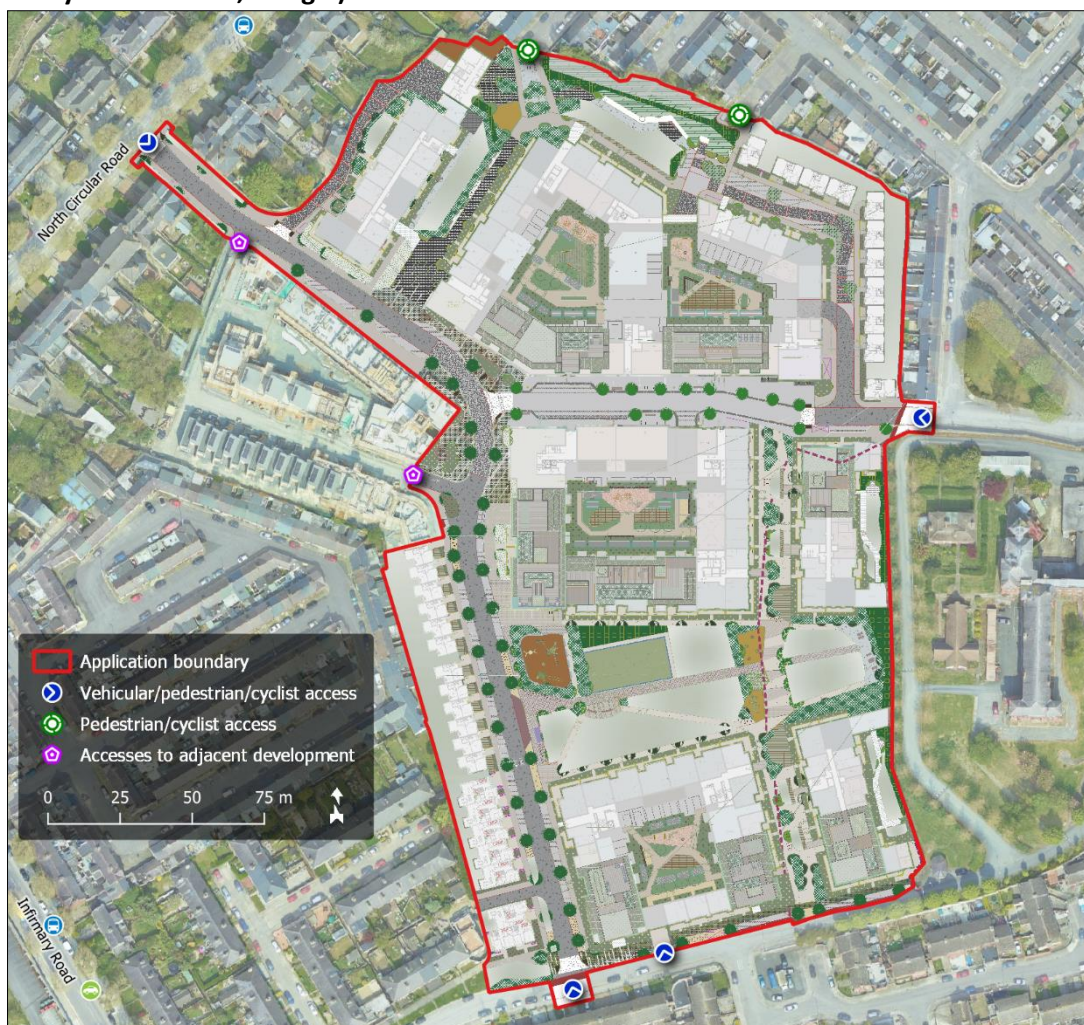 North Circular Road
Application boundary
Vehicular/pedestrian/cyclist access
Pedestrian/cyclist access
Accesses to adjacent development
0 25 50 75 m
Infirmary Road